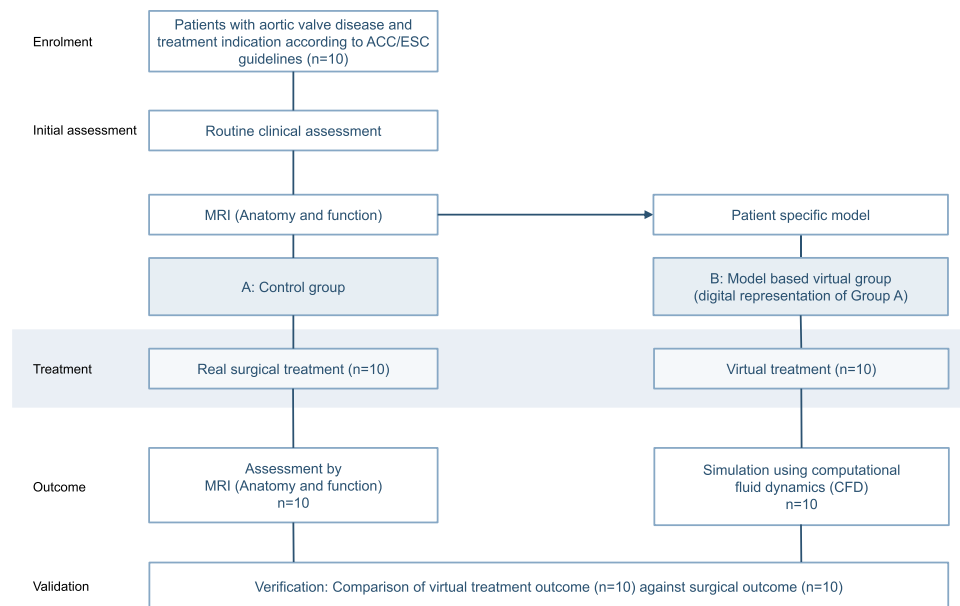 Enrolment
Patients with aortic valve disease and
treatment indication according to ACC/ESC
guidelines (n=10)
Initial assessment
Routine clinical assessment
MRI (Anatomy and function)
Patient specific model
A: Control group
B: Model based virtual group
(digital representation of Group A)
Treatment
Real surgical treatment (n=10)
Virtual treatment (n=10)
Outcome
Assessment by
MRI (Anatomy and function)
n=10
Simulation using computational
fluid dynamics (CFD)
n=10
Validation
Verification: Comparison of virtual treatment outcome (n=10) against surgical outcome (n=10)